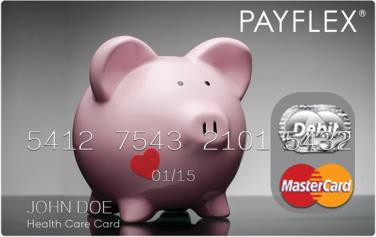 PAYFLEX®
Debit
5412 7543 2101 5432
MasterCard
01/15
JOHN DOE
Health Care Card